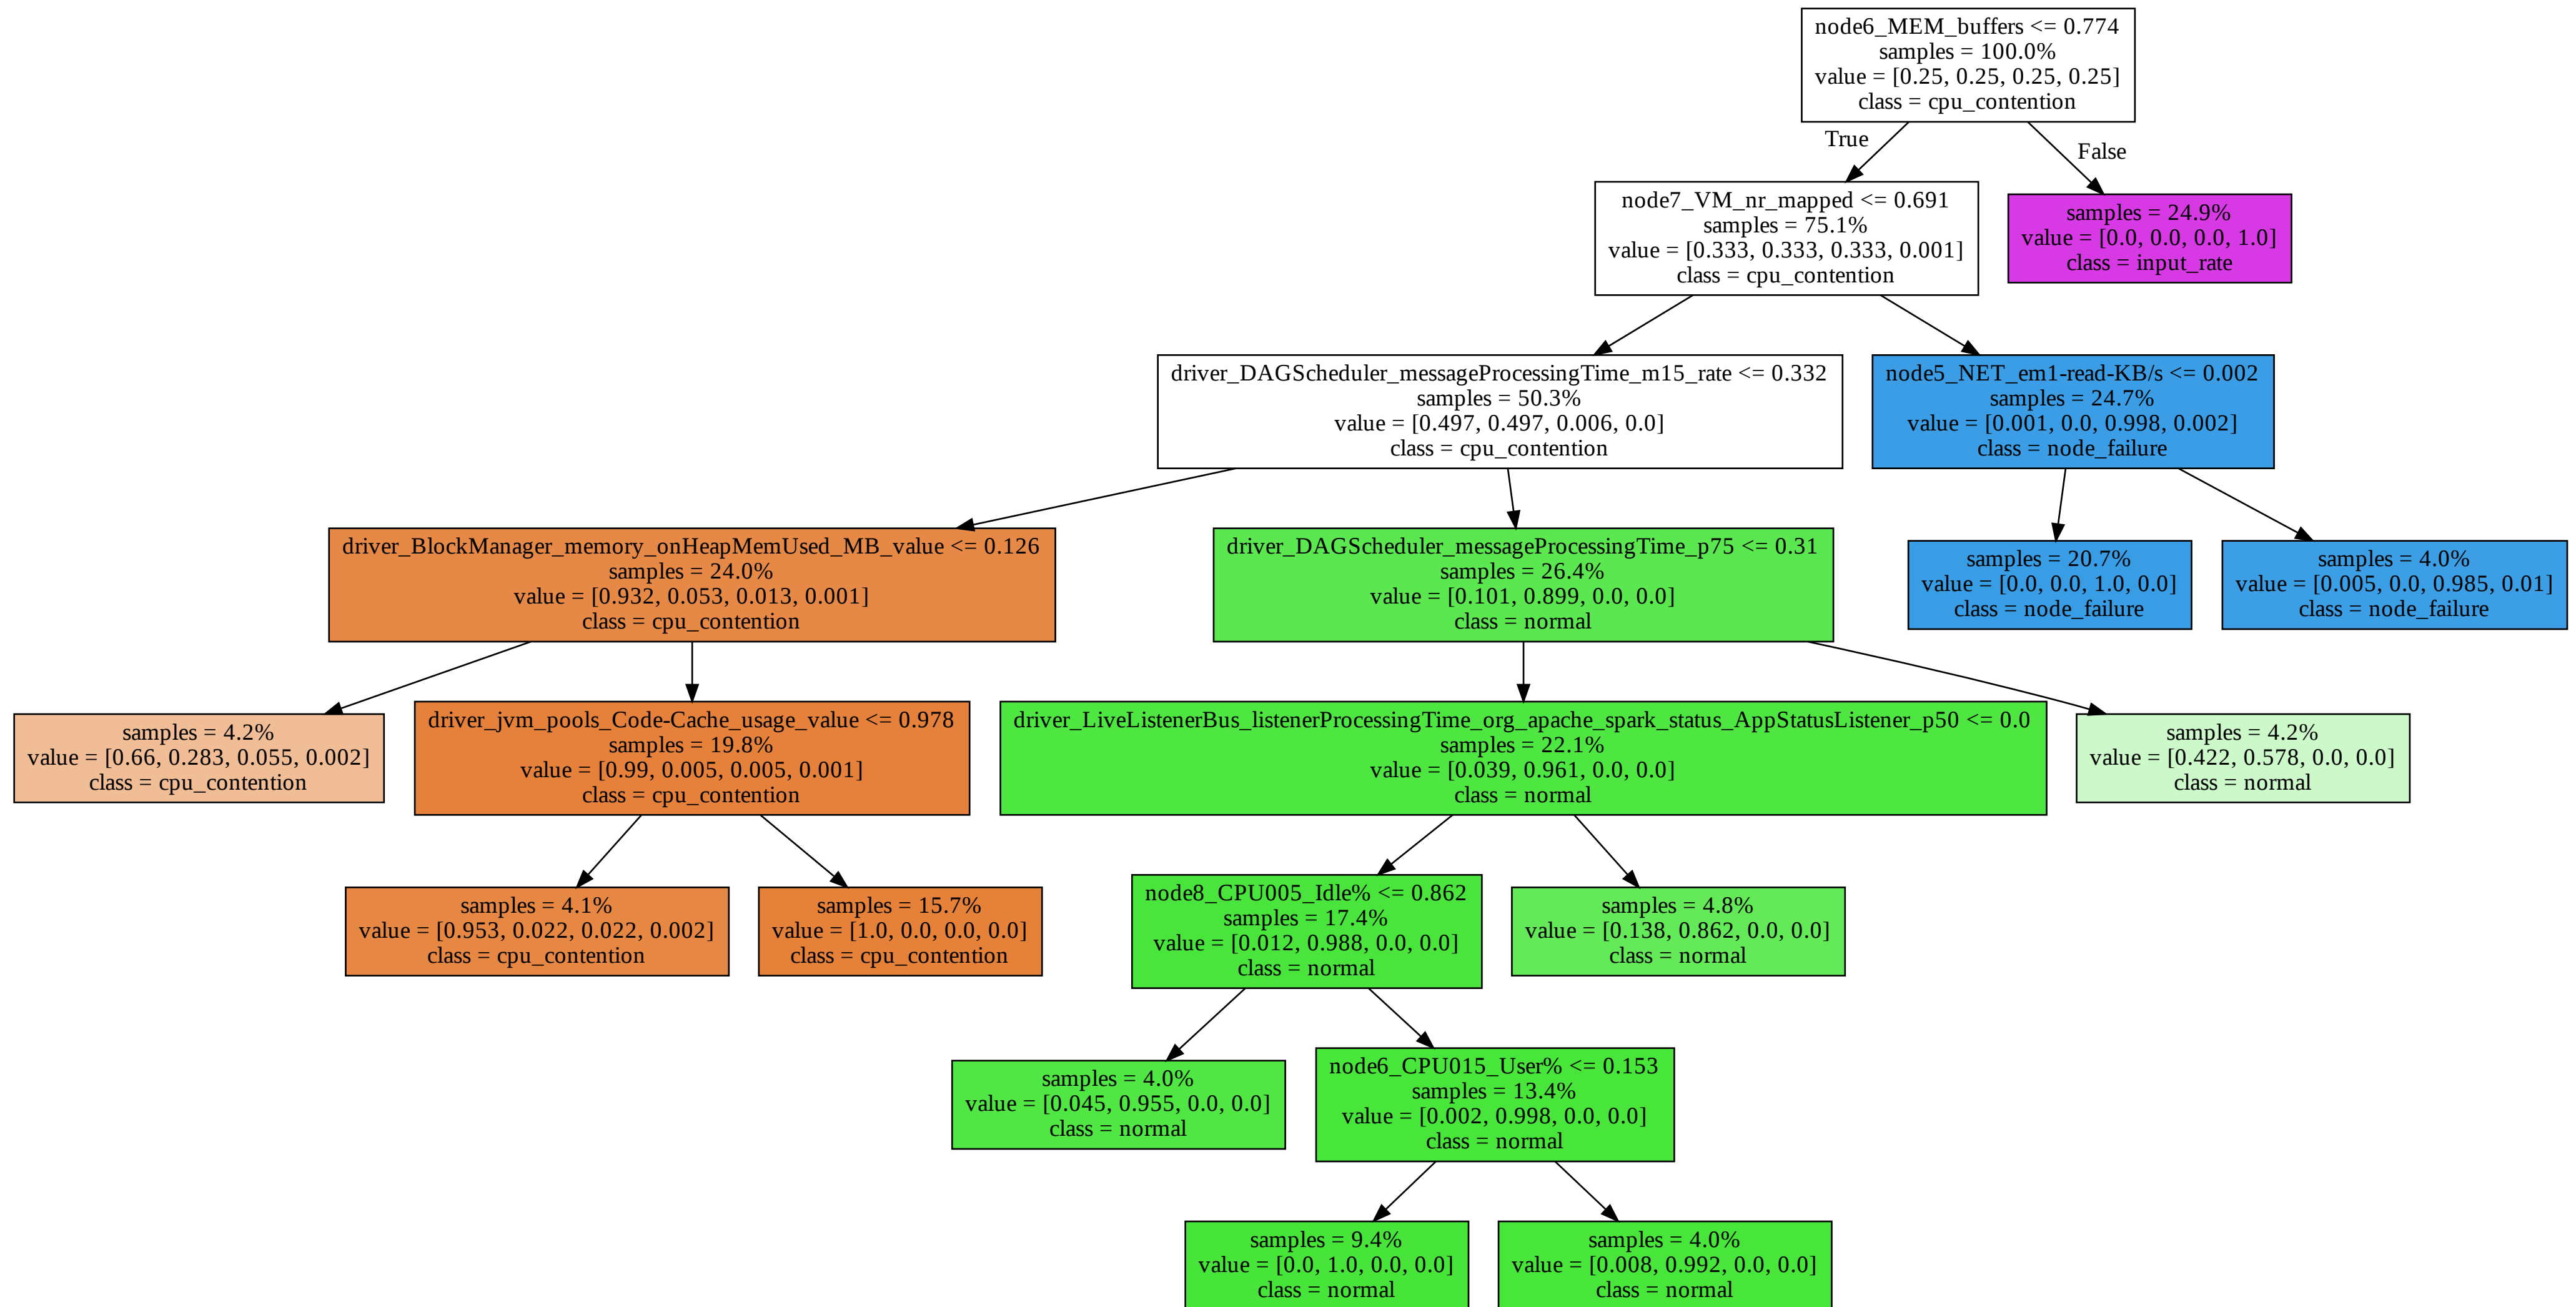 node6_MEM_buffers <= 0.774
samples = 100.0%
value = [0.25, 0.25, 0.25, 0.25]
class = cpu_contention
True
False
node7_VM_nr_mapped <= 0.691
samples = 75.1%
value = [0.333, 0.333, 0.333, 0.001]
class = cpu_contention
samples = 24.9%
value = [0.0, 0.0, 0.0, 1.0]
class = input_rate
driver_DAGScheduler_messageProcessingTime_m15_rate <= 0.332
samples = 50.3%
value = [0.497, 0.497, 0.006, 0.0]
class = cpu_contention
node5_NET_em1-read-KB/s <= 0.002
samples = 24.7%
value = [0.001, 0.0, 0.998, 0.002]
class = node_failure
driver_BlockManager_memory_onHeapMemUsed_MB_value <= 0.126
samples = 24.0%
value = [0.932, 0.053, 0.013, 0.001]
class = cpu_contention
driver_DAGScheduler_messageProcessingTime_p75 <= 0.31
samples = 26.4%
value = [0.101, 0.899, 0.0, 0.0]
class = normal
samples = 20.7%
value = [0.0, 0.0, 1.0, 0.0]
class = node_failure
samples = 4.0%
value = [0.005, 0.0, 0.985, 0.01]
class = node_failure
samples = 4.2%
value = [0.66, 0.283, 0.055, 0.002]
class = cpu_contention
driver_jvm_pools_Code-Cache_usage_value <= 0.978
samples = 19.8%
value = [0.99, 0.005, 0.005, 0.001]
class = cpu_contention
driver_LiveListenerBus_listenerProcessingTime_org_apache_spark_status_AppStatusListener_p50 <= 0.0
samples = 22.1%
value = [0.039, 0.961, 0.0, 0.0]
class = normal
samples = 4.2%
value = [0.422, 0.578, 0.0, 0.0]
class = normal
samples = 4.1%
value = [0.953, 0.022, 0.022, 0.002]
class = cpu_contention
samples = 15.7%
value = [1.0, 0.0, 0.0, 0.0]
class = cpu_contention
node8_CPU005_Idle% <= 0.862
samples = 17.4%
value = [0.012, 0.988, 0.0, 0.0]
class = normal
samples = 4.8%
value = [0.138, 0.862, 0.0, 0.0]
class = normal
samples = 4.0%
value = [0.045, 0.955, 0.0, 0.0]
class = normal
node6_CPU015_User% <= 0.153
samples = 13.4%
value = [0.002, 0.998, 0.0, 0.0]
class = normal
samples = 9.4%
value = [0.0, 1.0, 0.0, 0.0]
class = normal
samples = 4.0%
value = [0.008, 0.992, 0.0, 0.0]
class = normal